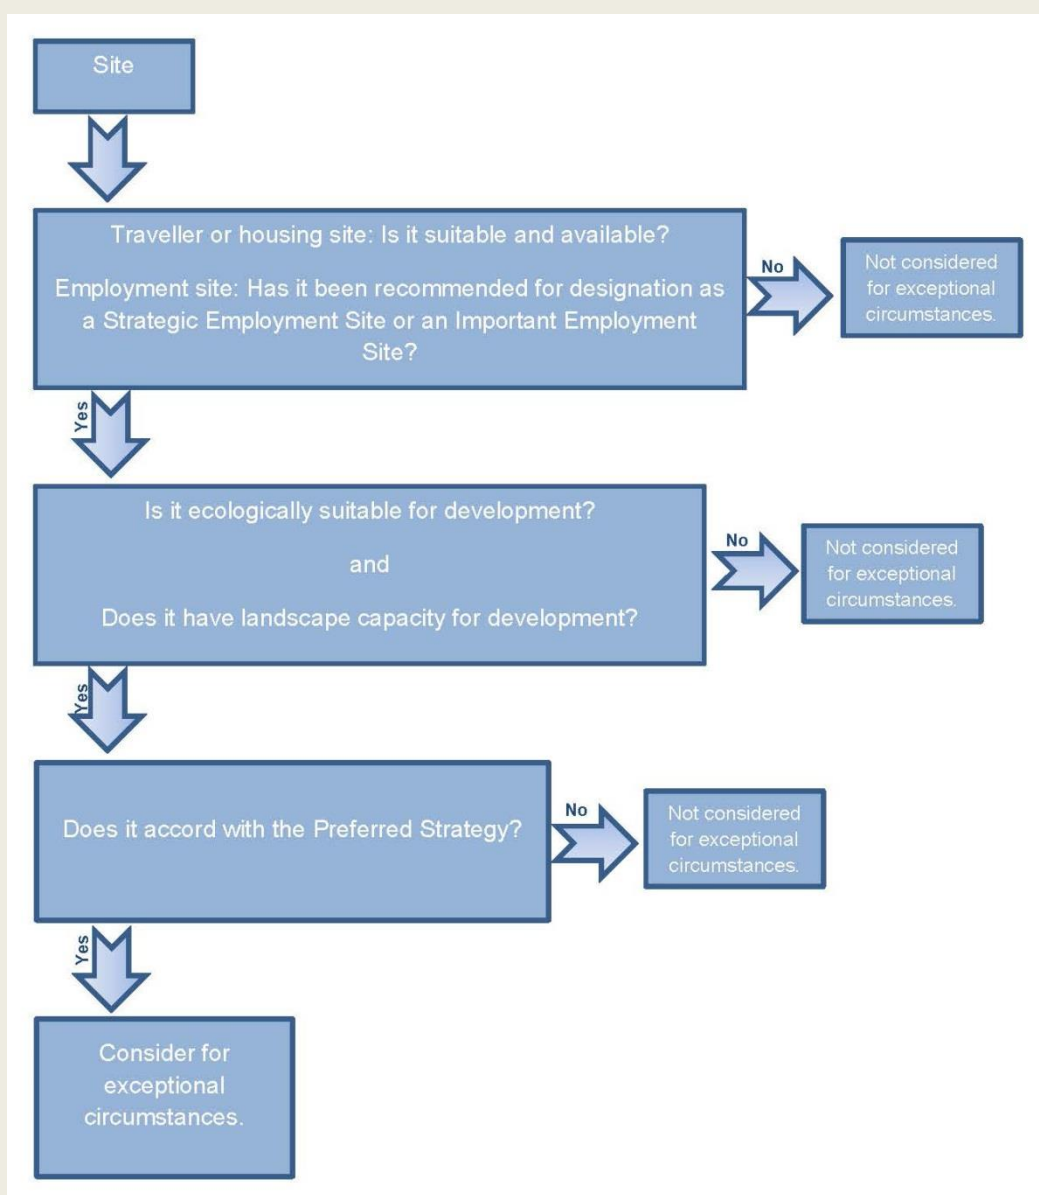 Site
Traveller or housing site: Is it suitable and available?
Employment site: Has it been recommended for designation as
a Strategic Employment Site or an Important Employment
Site?
No
Not considered
for exceptional
circumstances.
Yes
Is it ecologically suitable for development?
and
Does it have landscape capacity for development?
No
Not considered
for exceptional
circumstances.
Yes
Does it accord with the Preferred Strategy?
No
Not considered
for exceptional
circumstances.
Yes
Consider for
exceptional
circumstances.